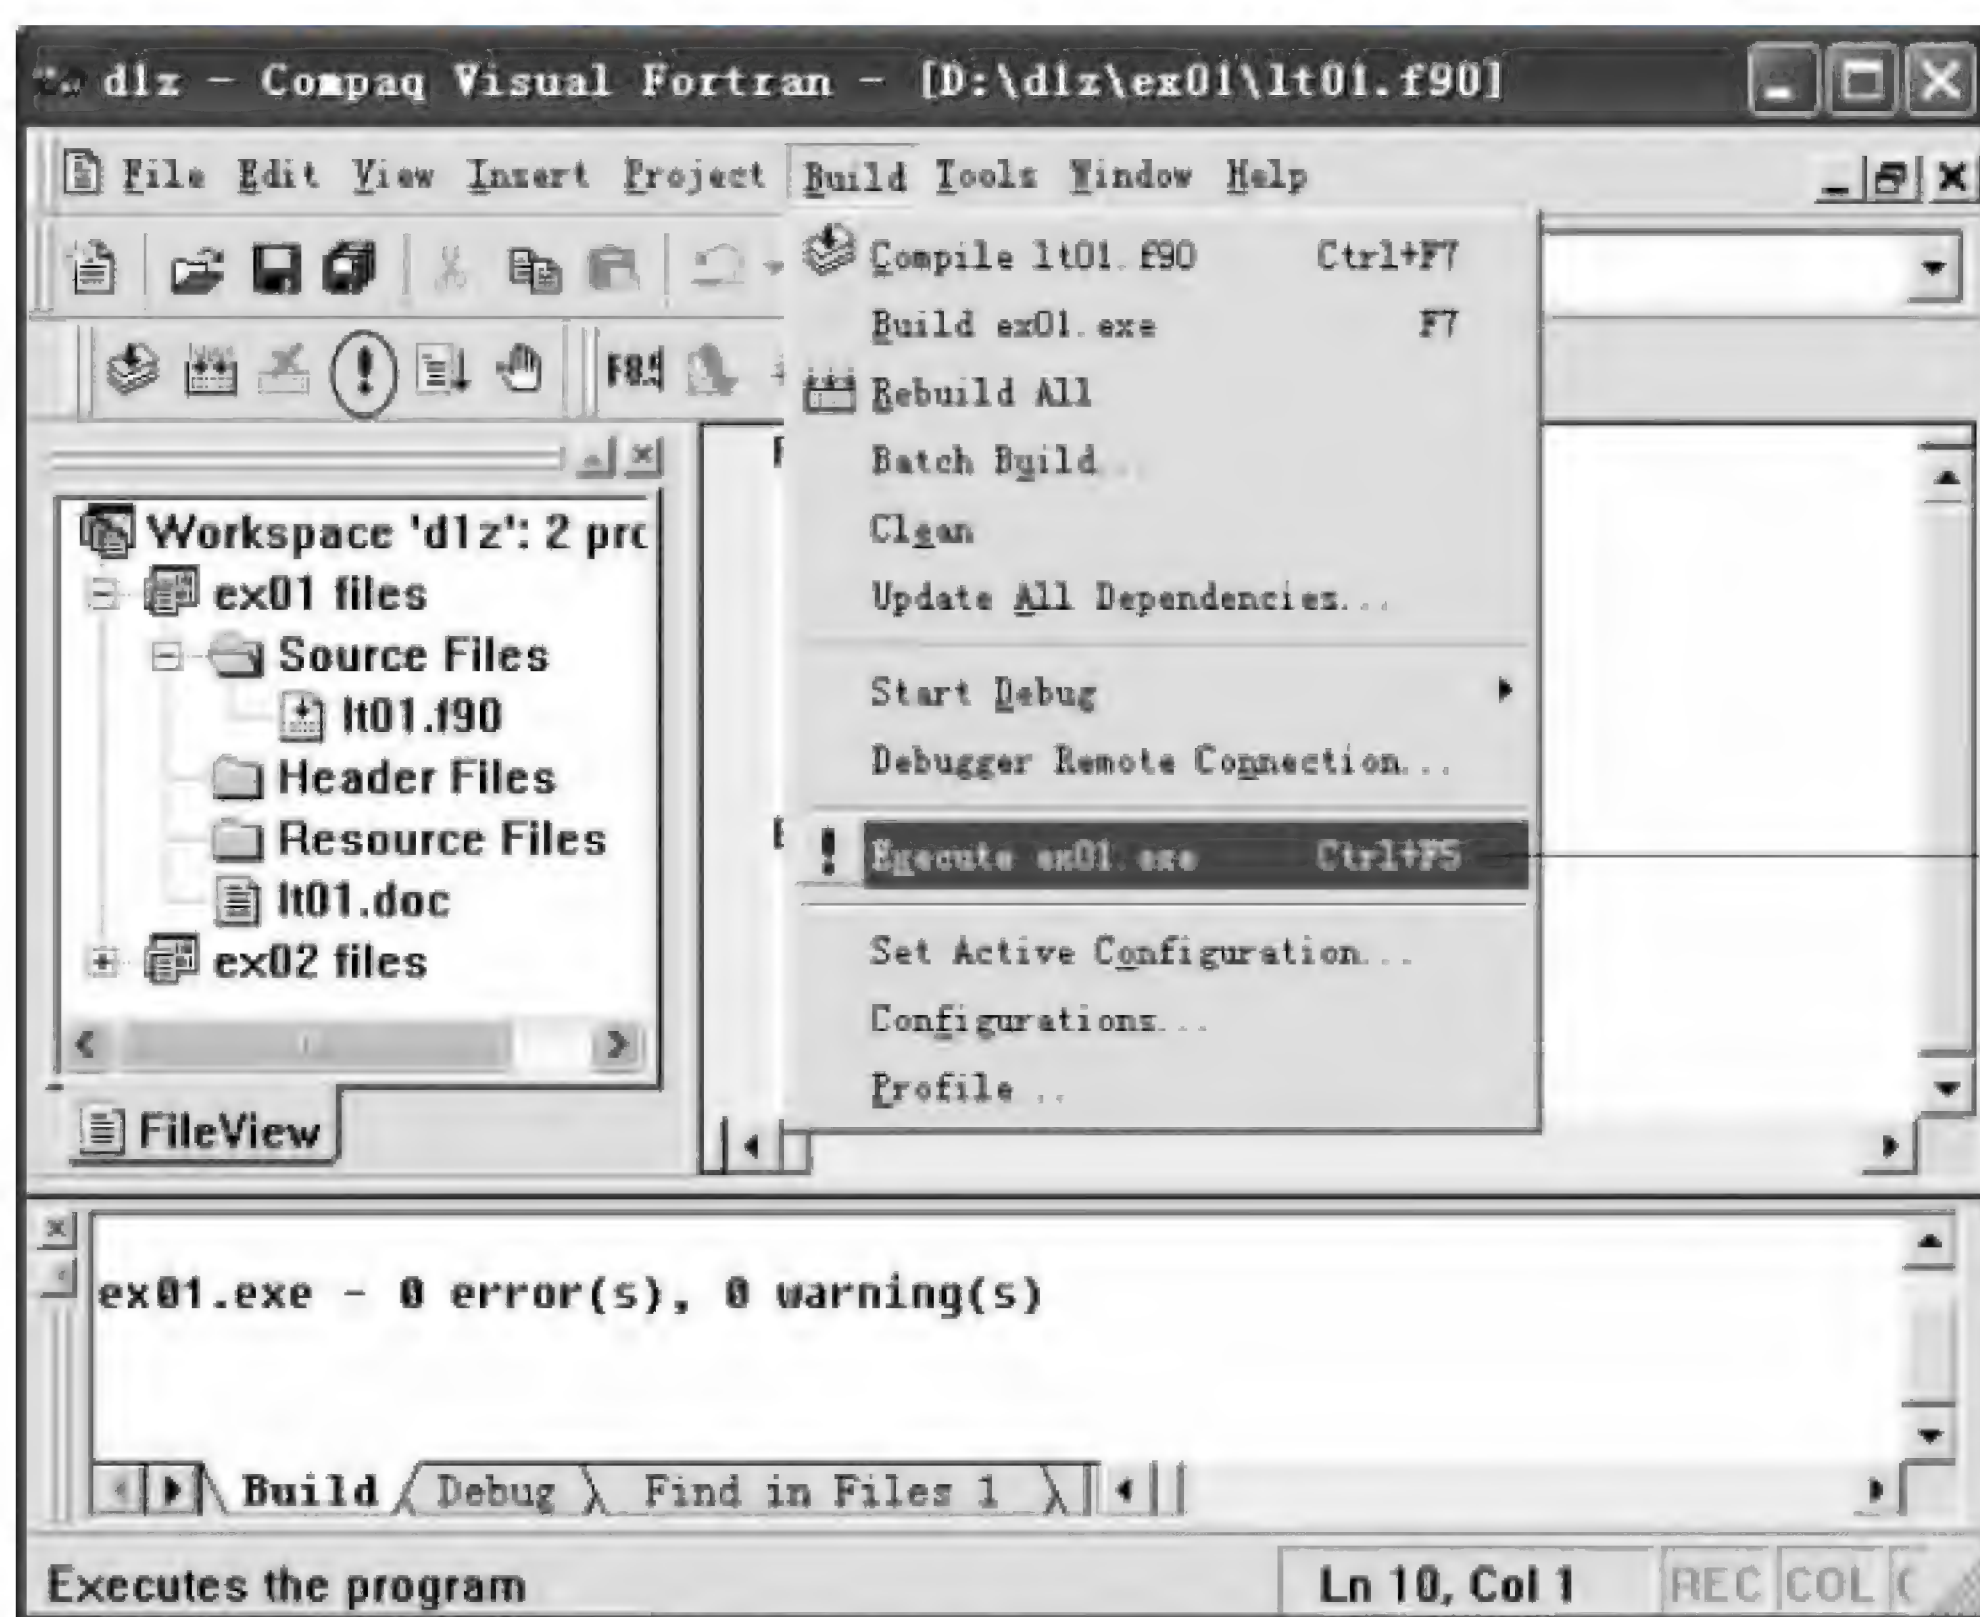 dlz - Compaq Visual Fortran - [D:\dlz\ex01\lt01.f90]
File Edit View Insert Project Build Tools Window Help
Compile lt01.f90 Ctrl+F7
Build ex01.exe F7
Rebuild All
Batch Build...
Clean
Update All Dependencies...
Start Debug
Debugger Remote Connection...
Execute ex01.exe Ctrl+F5
Set Active Configuration...
Configurations...
Profile...
Workspace 'dlz': 2 prc
ex01 files
Source Files
lt01.f90
Header Files
Resource Files
lt01.doc
ex02 files
FileView
ex01.exe - 0 error(s), 0 warning(s)
Build Debug Find in Files 1
Executes the program
Ln 10, Col 1 REC COL